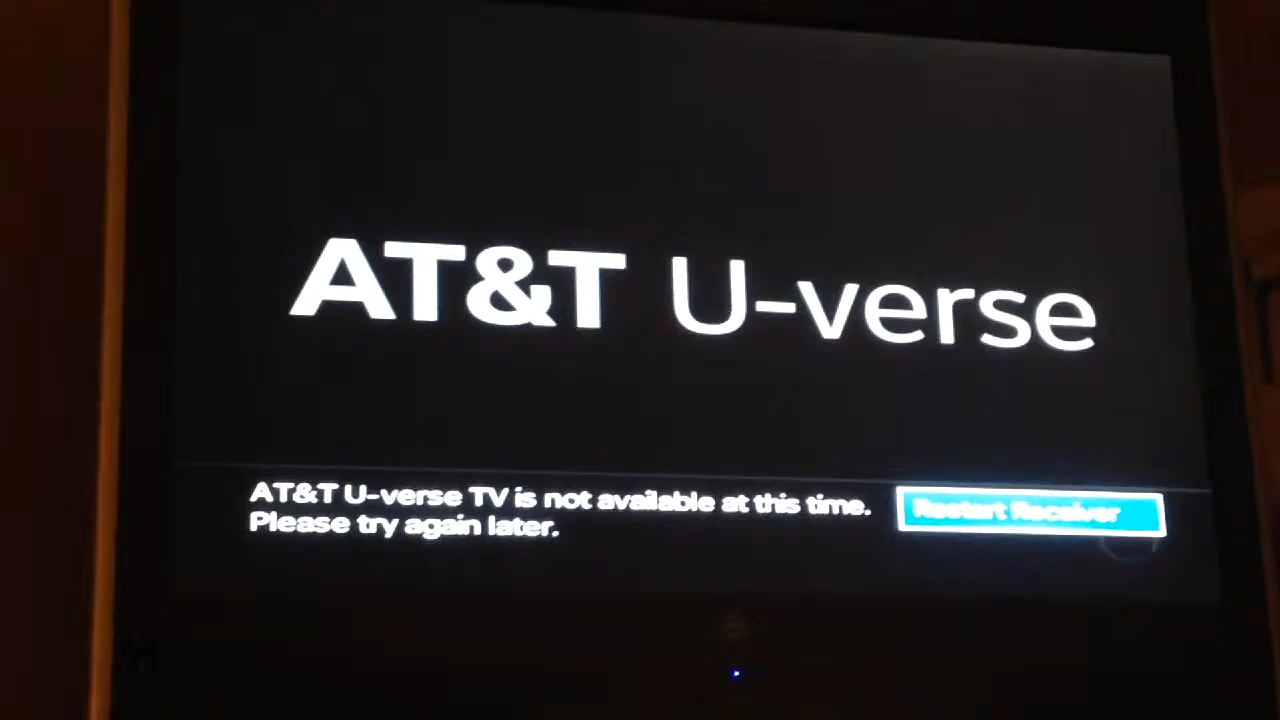 AT&T U-verse
AT&T U-verse TV is not available at this time.
Please try again later.
Restart Receiver